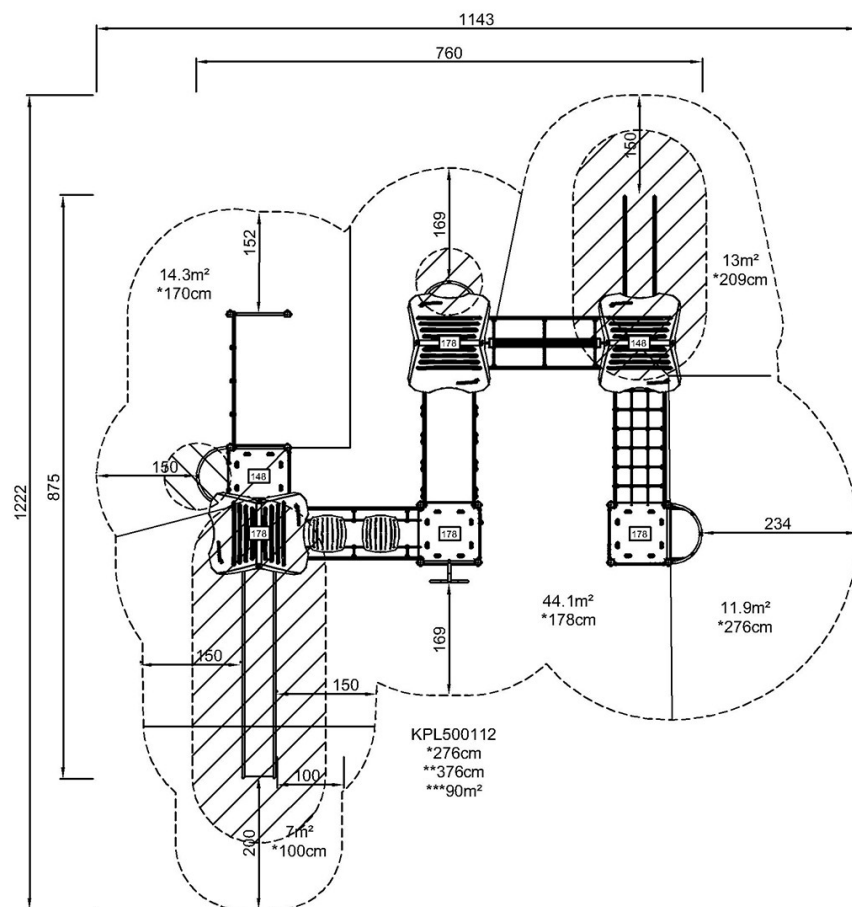 1143
760
150
169
152
14.3m²
*170cm
13m²
*209cm
178
148
1222
875
150
148
178
178
178
234
44.1m²
*178cm
11.9m²
*276cm
169
150
150
KPL500112
*276cm
**376cm
***90m²
100
7m²
*100cm
200